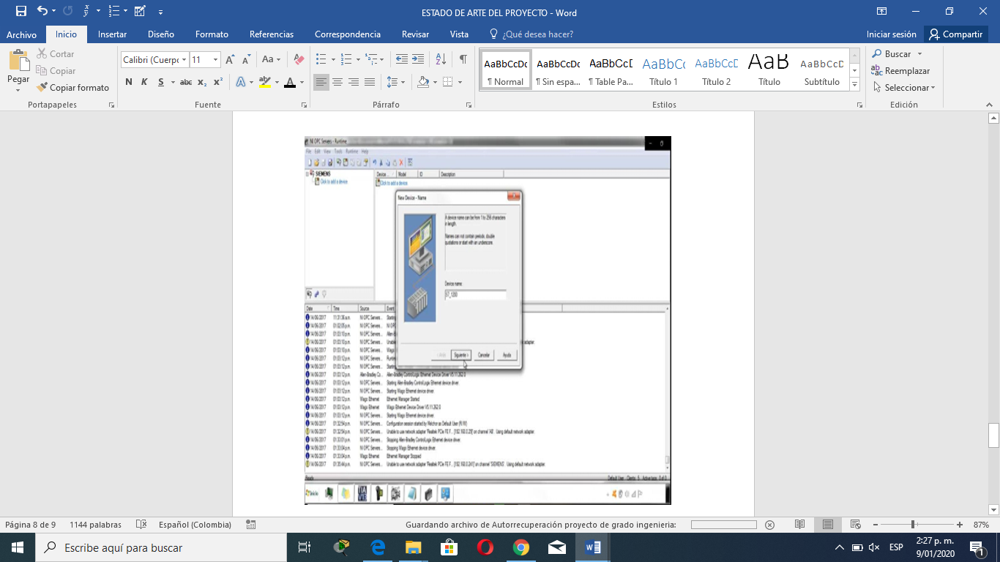 ESTADO DE ARTE DEL PROYECTO - Word
Archivo Inicio Insertar Diseño Formato Referencias Correspondencia Revisar Vista ¿Qué desea hacer? Iniciar sesión Compartir
Pegar
Cortar
Copiar
Copiar formato
Portapapeles
Calibri (Cuerpo 11
N K S abc x₂ x²
Fuente
Párrafo
AaBbCcDc AaBbCcDc AaBbCcD AaBbCc AaBbCcD AaB AaBbCcD
¶ Normal ¶ Sin espa... ¶ Table Pa... Título 1 Título 2 Título Subtítulo
Estilos
Buscar
Reemplazar
Seleccionar
Edición
NI OPC Servers - Runtime
File Edit View Tools Runtime Help
SIEMENS
Click to add a device
Device... Model ID Description
Click to add a device.
New Device - Name
A device name can be from 1 to 256 characters
in length.
Names can not contain periods, double
quotations or start with an underscore.
Device name:
S7_1200
Siguiente > Cancelar Ayuda
Date Time Source Event
14/06/2017 11:31:36 a.m. NI OPC Servers... Starting
14/06/2017 01:02:05 p.m. NI OPC Servers... NI OPC
14/06/2017 01:03:10 p.m. NI OPC Servers... Allen-B
14/06/2017 01:03:10 p.m. NI OPC Servers... Unable adapter.
14/06/2017 01:03:10 p.m. NI OPC Servers... Wago
14/06/2017 01:03:12 p.m. NI OPC Servers... Runtim
14/06/2017 01:03:12 p.m. NI OPC Servers... Starting
14/06/2017 01:03:12 p.m. Allen-Bradley Co... Allen-Bradley ControlLogix Ethernet Device Driver V5.11.262.0
14/06/2017 01:03:12 p.m. NI OPC Servers... Starting Allen-Bradley ControlLogix Ethernet device driver.
14/06/2017 01:03:12 p.m. NI OPC Servers... Starting Wago Ethernet device driver.
14/06/2017 01:03:12 p.m. Wago Ethernet Ethernet Manager Started
14/06/2017 01:03:12 p.m. Wago Ethernet Wago Ethernet Device Driver V5.11.262.0
14/06/2017 01:03:12 p.m. NI OPC Servers... Starting Wago Ethernet device driver.
14/06/2017 01:32:54 p.m. NI OPC Servers... Configuration session started by Melchor as Default User (R/W)
14/06/2017 01:32:54 p.m. NI OPC Servers... Unable to use network adapter 'Realtek PCIe FE F... [192.168.0.29]' on channel 'AB'. Using default network adapter.
14/06/2017 01:33:01 p.m. NI OPC Servers... Stopping Allen-Bradley ControlLogix Ethernet device driver.
14/06/2017 01:33:04 p.m. NI OPC Servers... Stopping Wago Ethernet device driver.
14/06/2017 01:33:04 p.m. Wago Ethernet Ethernet Manager Stopped
14/06/2017 01:35:44 p.m. NI OPC Servers... Unable to use network adapter 'Realtek PCIe FE F... [192.168.0.241]' on channel 'SIEMENS'. Using default network adapter.
Ready Default User Clients: 5 Active tags: 0 of 0
Inicio
Página 8 de 9 1144 palabras Español (Colombia) Guardando archivo de Autorrecuperación proyecto de grado ingenieria: 87%
Escribe aquí para buscar
ESP
2:27 p. m.
9/01/2020
1